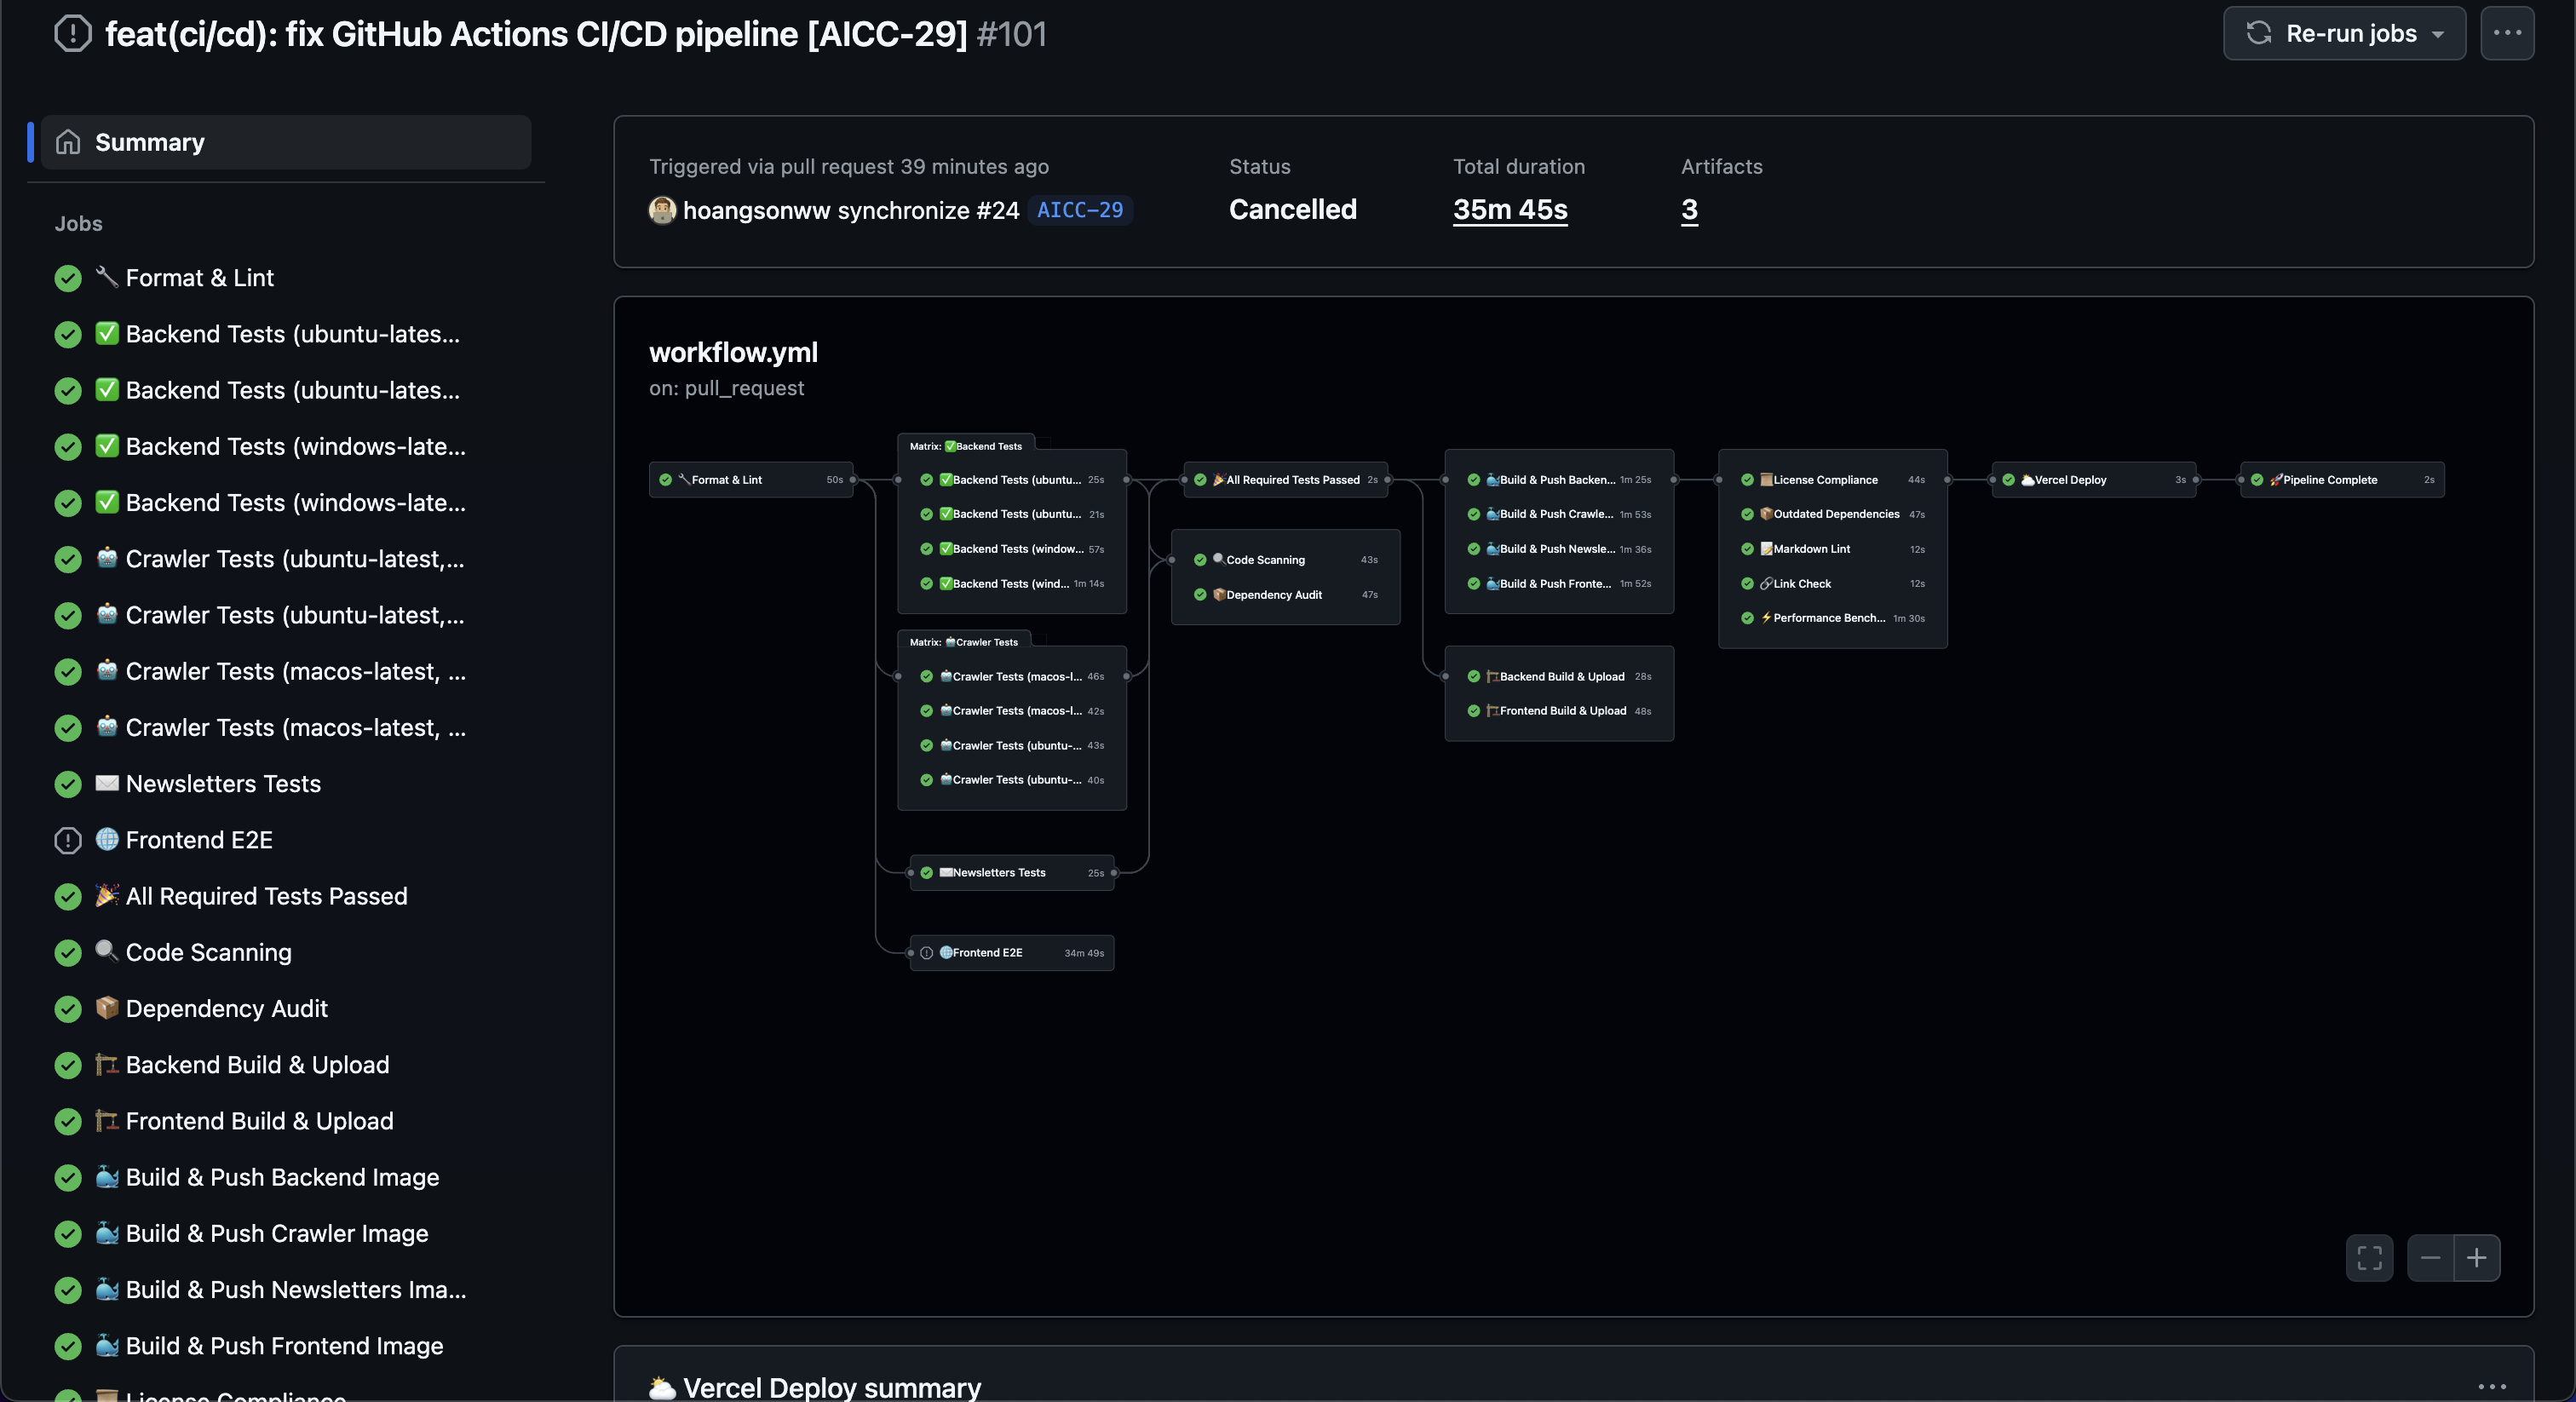 feat(ci/cd): fix GitHub Actions CI/CD pipeline [AICC-29] #101
Re-run jobs
Summary
Jobs
Format & Lint
Backend Tests (ubuntu-lates...
Backend Tests (ubuntu-lates...
Backend Tests (windows-late...
Backend Tests (windows-late...
Crawler Tests (ubuntu-latest,...
Crawler Tests (ubuntu-latest,...
Crawler Tests (macos-latest, ...
Crawler Tests (macos-latest, ...
Newsletters Tests
Frontend E2E
All Required Tests Passed
Code Scanning
Dependency Audit
Backend Build & Upload
Frontend Build & Upload
Build & Push Backend Image
Build & Push Crawler Image
Build & Push Newsletters Ima...
Build & Push Frontend Image
License Compliance
Triggered via pull request 39 minutes ago
hoangsonww synchronize #24 AICC-29
Status
Cancelled
Total duration
35m 45s
Artifacts
3
workflow.yml
on: pull_request
Format & Lint 50s
Matrix: Backend Tests
Backend Tests (ubuntu... 25s
Backend Tests (ubuntu... 21s
Backend Tests (window... 57s
Backend Tests (wind... 1m 14s
Matrix: Crawler Tests
Crawler Tests (macos-l... 46s
Crawler Tests (macos-l... 42s
Crawler Tests (ubuntu-... 43s
Crawler Tests (ubuntu-... 40s
Newsletters Tests 25s
Frontend E2E 34m 49s
All Required Tests Passed 2s
Code Scanning 43s
Dependency Audit 47s
Build & Push Backen... 1m 25s
Build & Push Crawle... 1m 53s
Build & Push Newsle... 1m 36s
Build & Push Fronte... 1m 52s
Backend Build & Upload 28s
Frontend Build & Upload 48s
License Compliance 44s
Outdated Dependencies 47s
Markdown Lint 12s
Link Check 12s
Performance Bench... 1m 30s
Vercel Deploy 3s
Pipeline Complete 2s
Vercel Deploy summary